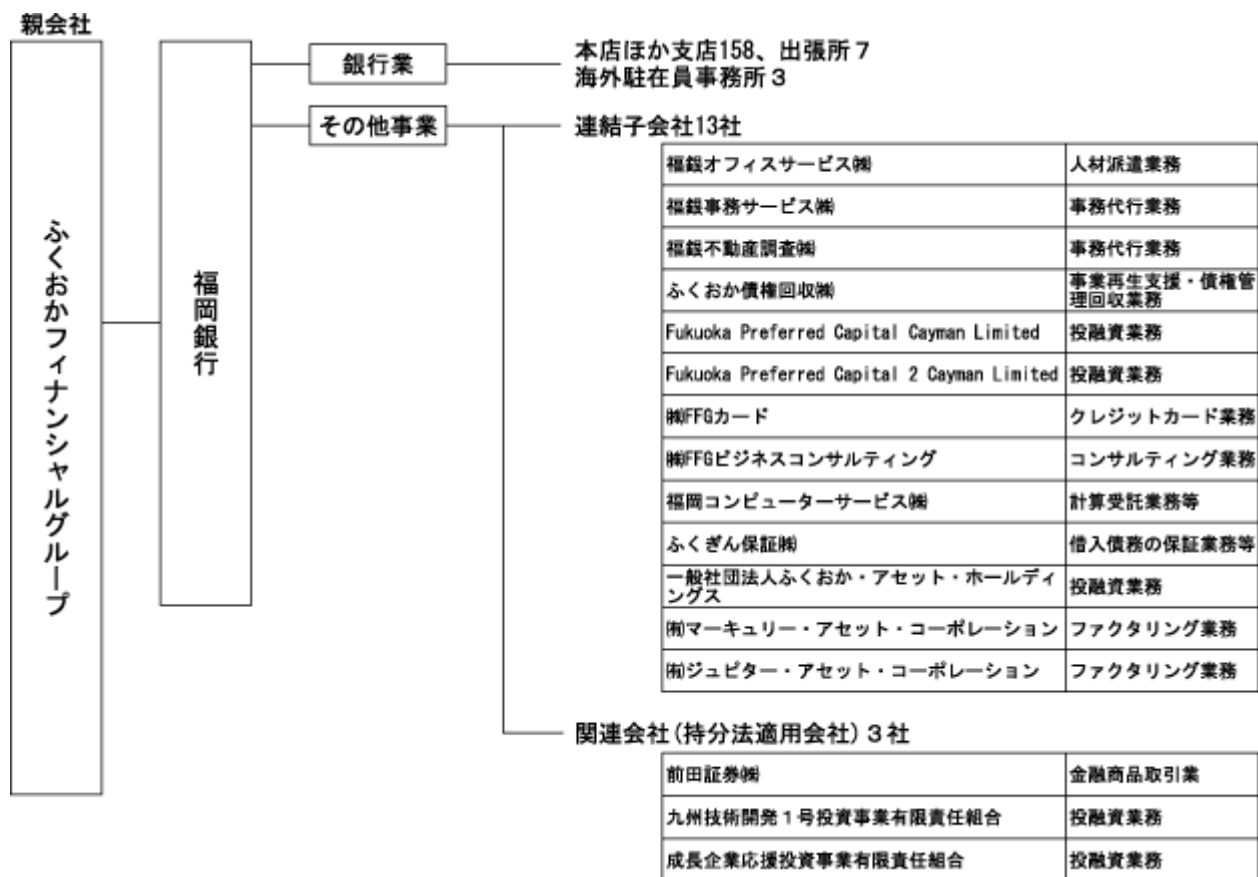 親会社
ふくおかフィナンシャルグループ
福岡銀行
銀行業
本店ほか支店158、出張所7
海外駐在員事務所3
その他事業
連結子会社13社
福銀オフィスサービス㈱
人材派遣業務
福銀事務サービス㈱
事務代行業務
福銀不動産調査㈱
事務代行業務
ふくおか債権回収㈱
事業再生支援・債権管
理回収業務
Fukuoka Preferred Capital Cayman Limited
投融資業務
Fukuoka Preferred Capital 2 Cayman Limited
投融資業務
㈱FFGカード
クレジットカード業務
㈱FFGビジネスコンサルティング
コンサルティング業務
福岡コンピューターサービス㈱
計算受託業務等
ふくぎん保証㈱
借入債務の保証業務等
一般社団法人ふくおか・アセット・ホールディ
ングス
投融資業務
㈲マーキュリー・アセット・コーポレーション
ファクタリング業務
㈲ジュピター・アセット・コーポレーション
ファクタリング業務
関連会社(持分法適用会社)3社
前田証券㈱
金融商品取引業
九州技術開発1号投資事業有限責任組合
投融資業務
成長企業応援投資事業有限責任組合
投融資業務